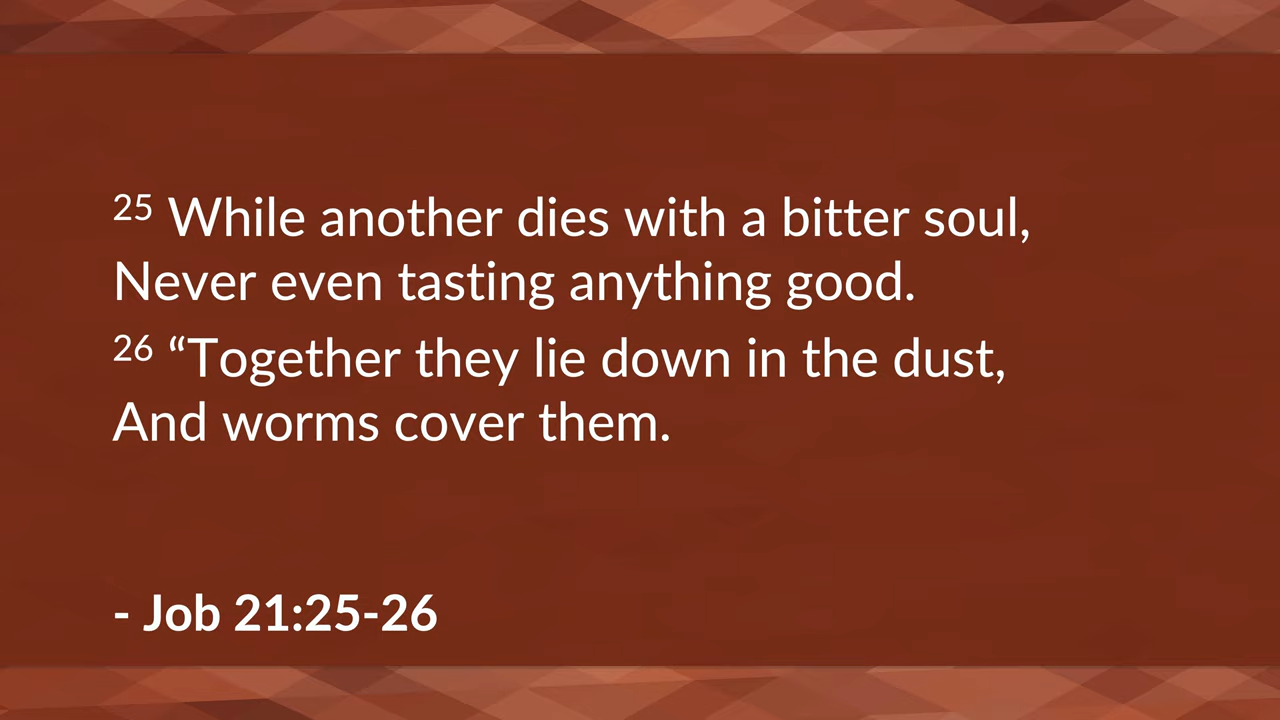 25 While another dies with a bitter soul,
Never even tasting anything good.
26 “Together they lie down in the dust,
And worms cover them.
- Job 21:25-26